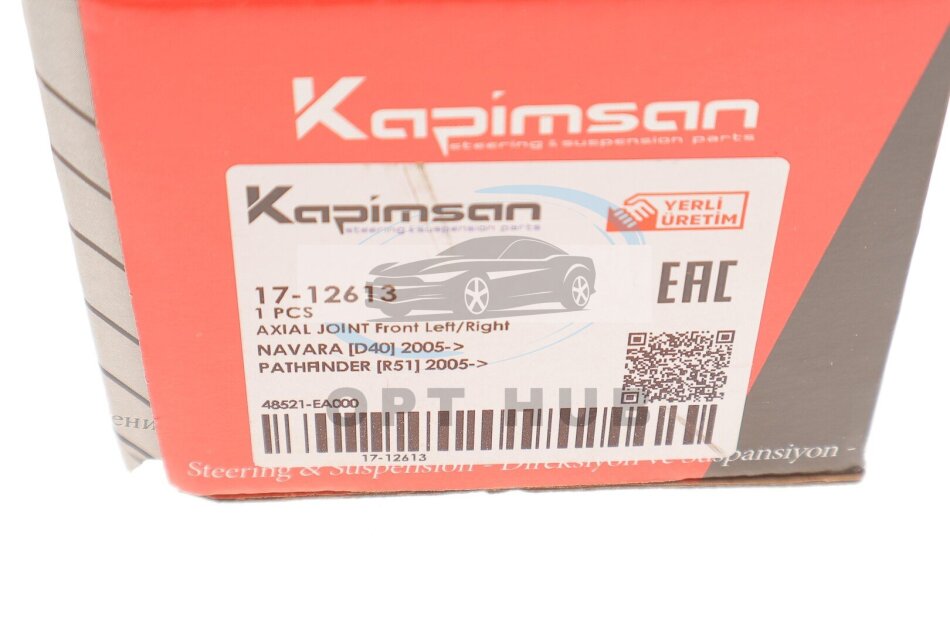 Kapimsan
steering & suspension parts
Kapimsan
steering & suspension parts
YERLİ
ÜRETİM
17-12613
1 PCS
EAC
AXIAL JOINT Front Left/Right
NAVARA [D40] 2005->
PATHFINDER [R51] 2005->
48521-EA000
OPT HUB
17-12613
Steering & Suspension - Direksiyon ve Suspansiyon -